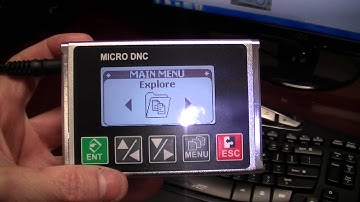 MICRO DNC
MAIN MENU
Explore
ENT
MENU
ESC